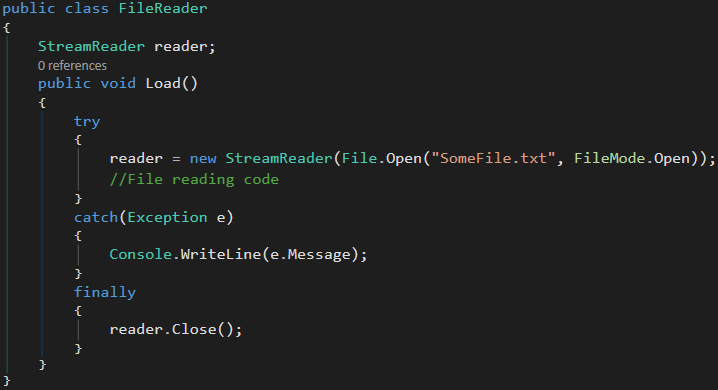 public class FileReader
{
    StreamReader reader;
    0 references
    public void Load()
    {
        try
        {
            reader = new StreamReader(File.Open("SomeFile.txt", FileMode.Open));
            //File reading code
        }
        catch(Exception e)
        {
            Console.WriteLine(e.Message);
        }
        finally
        {
            reader.Close();
        }
    }
}